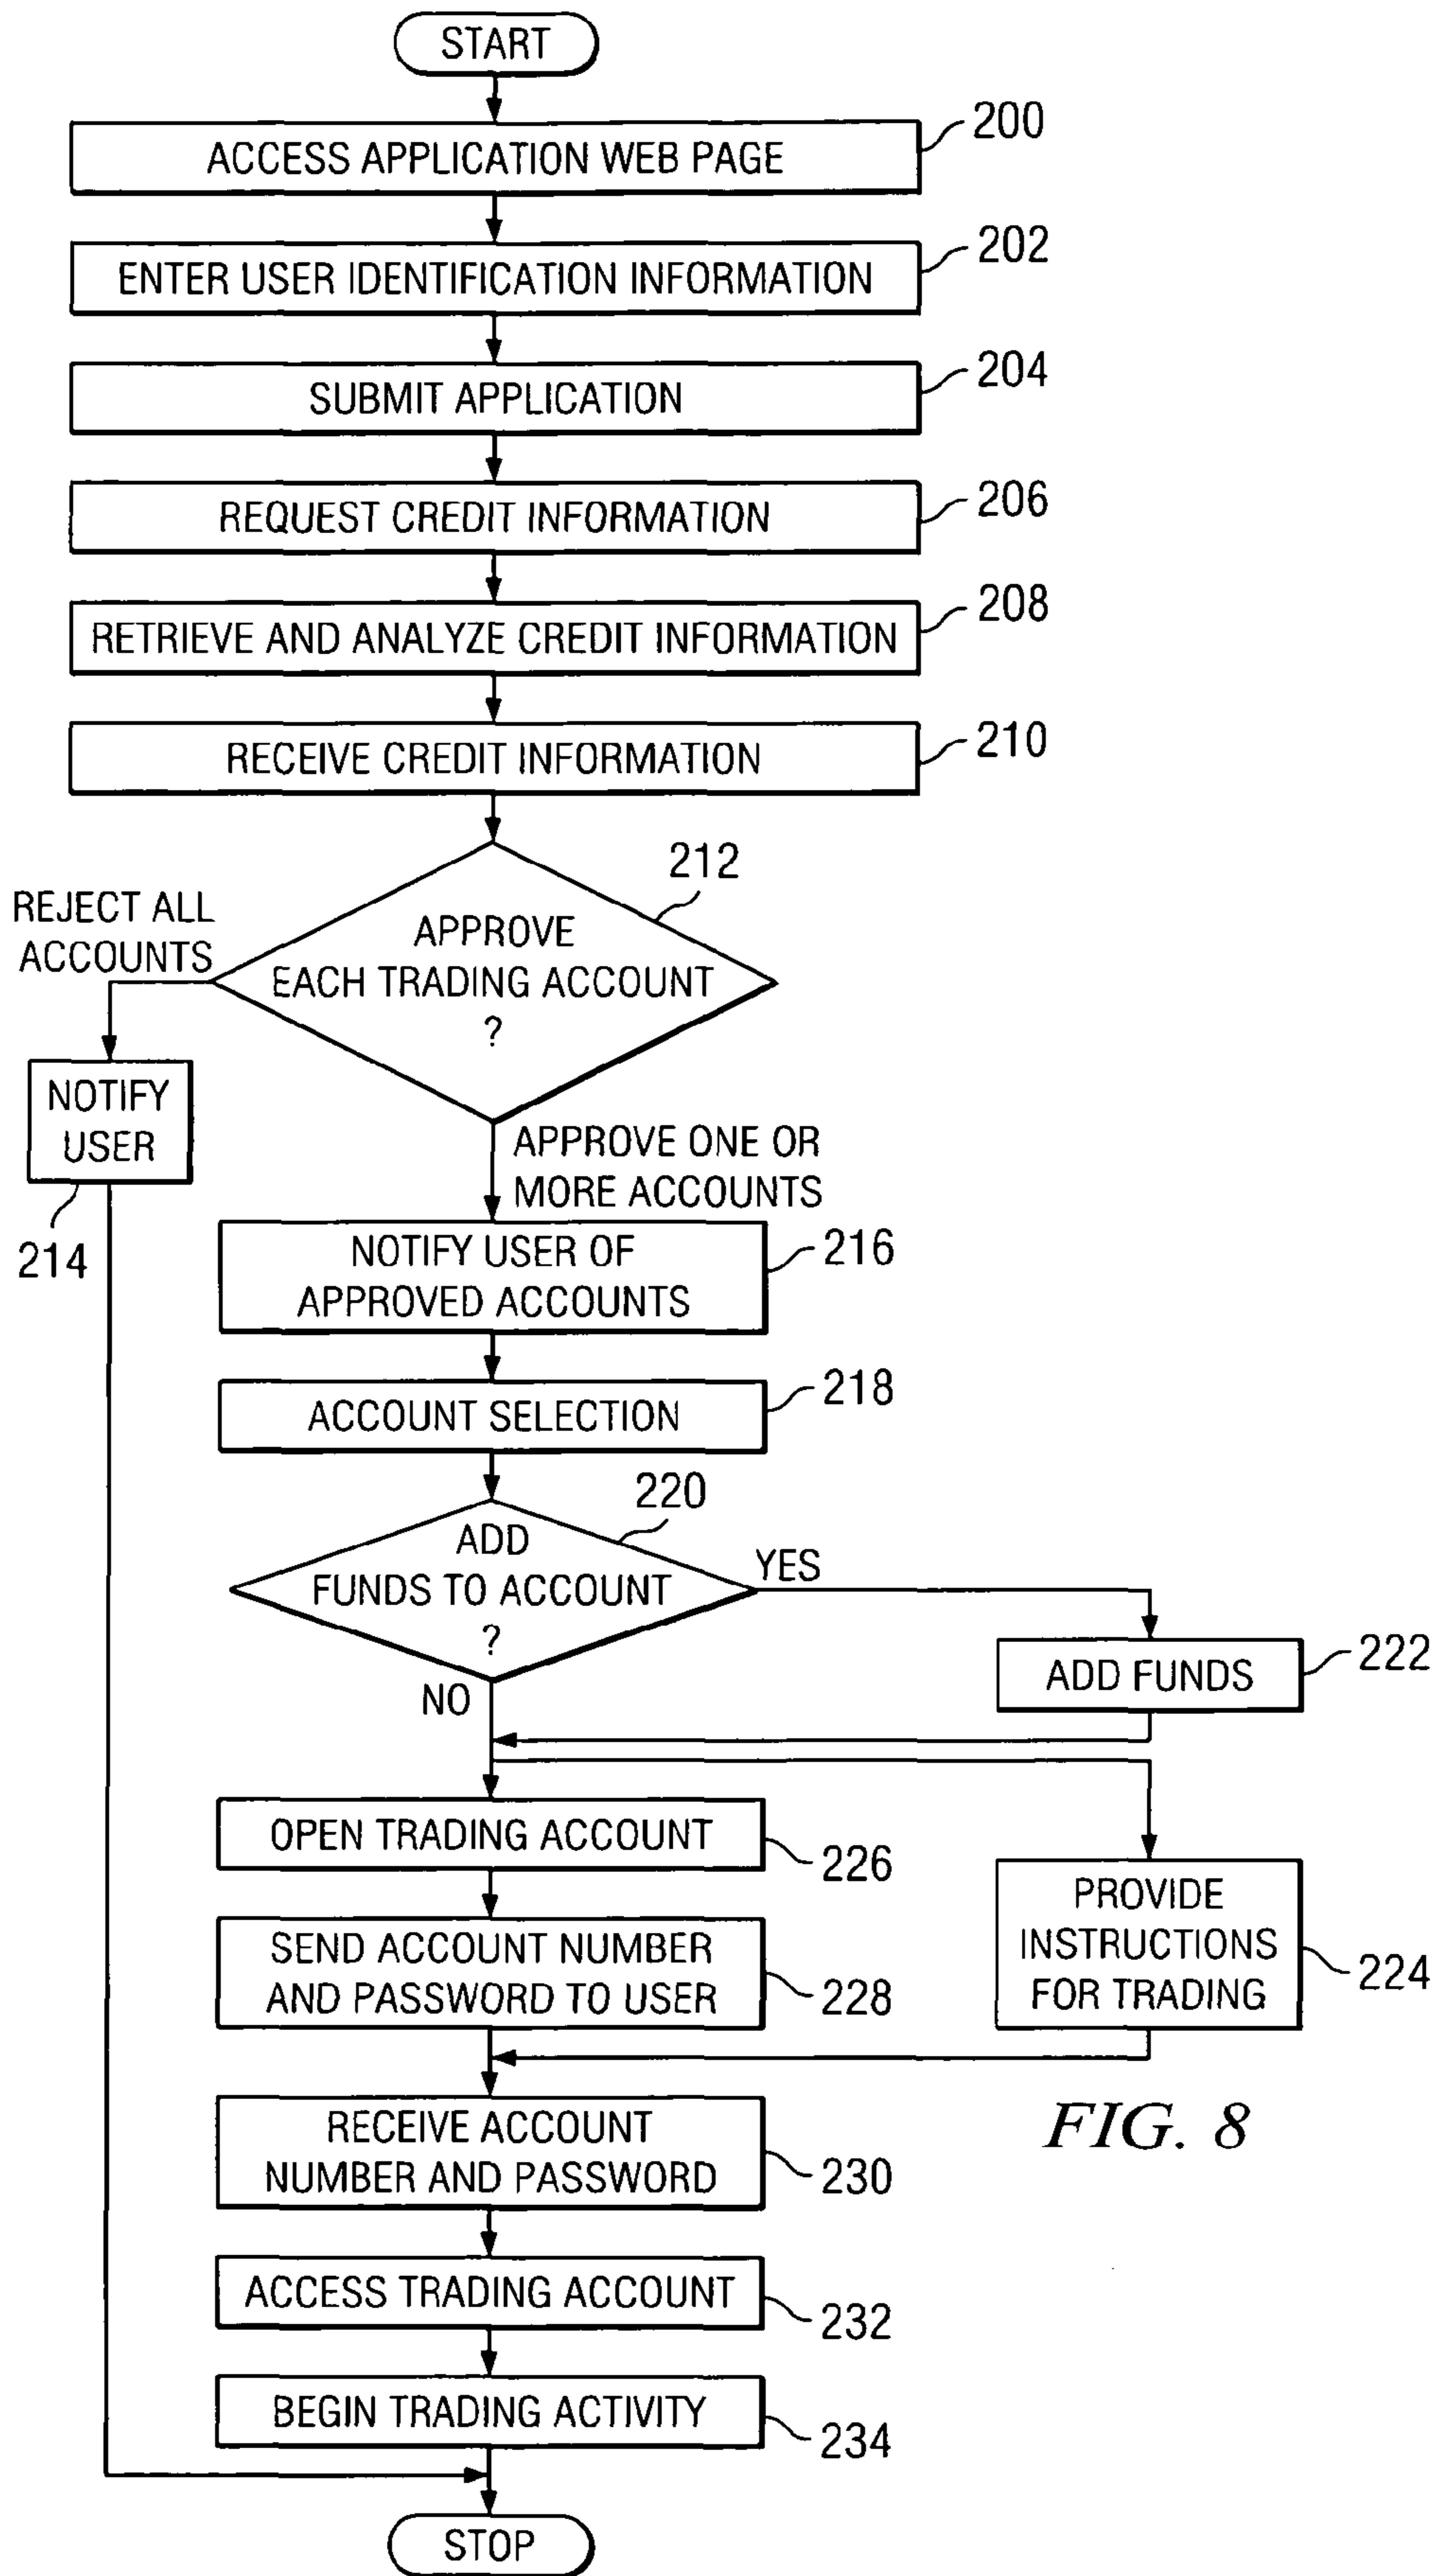 START
ACCESS APPLICATION WEB PAGE
200
ENTER USER IDENTIFICATION INFORMATION
202
SUBMIT APPLICATION
204
REQUEST CREDIT INFORMATION
206
RETRIEVE AND ANALYZE CREDIT INFORMATION
208
RECEIVE CREDIT INFORMATION
210
APPROVE
EACH TRADING ACCOUNT
?
212
REJECT ALL
ACCOUNTS
NOTIFY
USER
214
APPROVE ONE OR
MORE ACCOUNTS
NOTIFY USER OF
APPROVED ACCOUNTS
216
ACCOUNT SELECTION
218
ADD
FUNDS TO ACCOUNT
?
220
YES
ADD FUNDS
222
NO
OPEN TRADING ACCOUNT
226
PROVIDE
INSTRUCTIONS
FOR TRADING
224
SEND ACCOUNT NUMBER
AND PASSWORD TO USER
228
RECEIVE ACCOUNT
NUMBER AND PASSWORD
230
ACCESS TRADING ACCOUNT
232
BEGIN TRADING ACTIVITY
234
STOP
FIG. 8